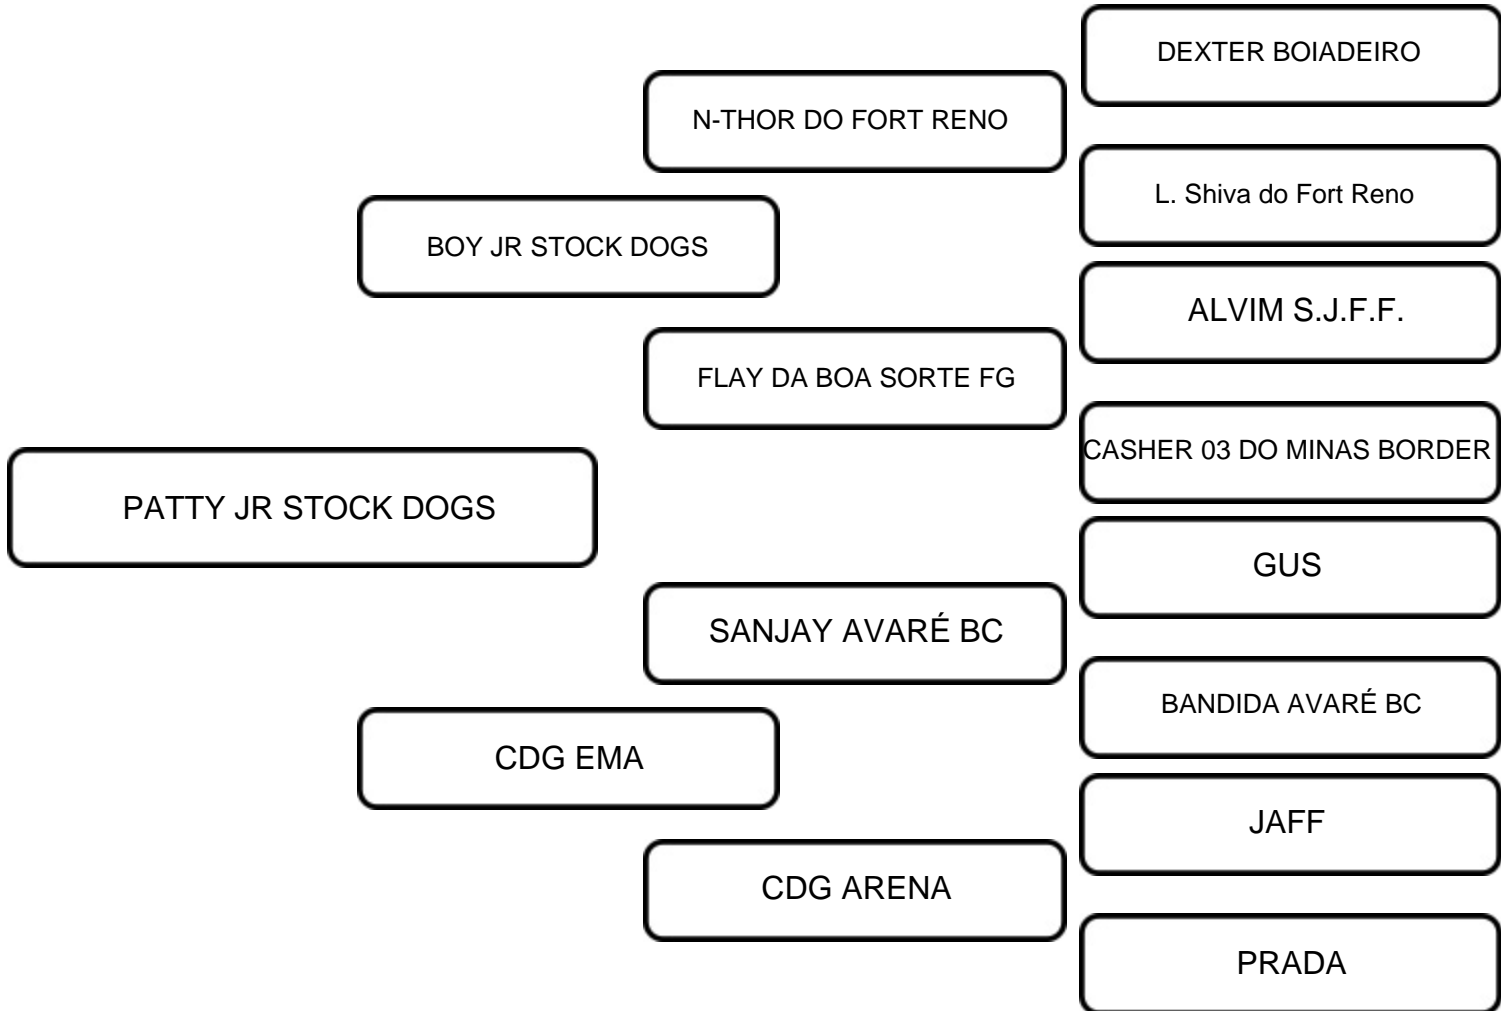 DEXTER BOIADEIRO
N-THOR DO FORT RENO
L. Shiva do Fort Reno
BOY JR STOCK DOGS
ALVIM S.J.F.F.
FLAY DA BOA SORTE FG
CASHER 03 DO MINAS BORDER
PATTY JR STOCK DOGS
GUS
SANJAY AVARÉ BC
BANDIDA AVARÉ BC
CDG EMA
JAFF
CDG ARENA
PRADA